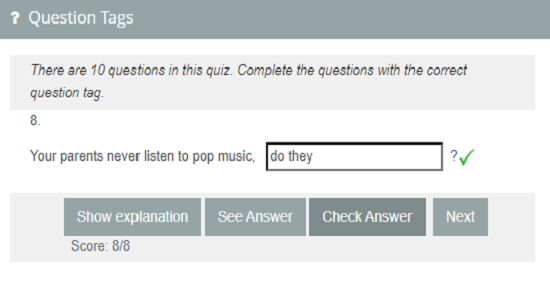 ? Question Tags
There are 10 questions in this quiz. Complete the questions with the correct
question tag.
8.
Your parents never listen to pop music, do they ?
Show explanation See Answer Check Answer Next
Score: 8/8